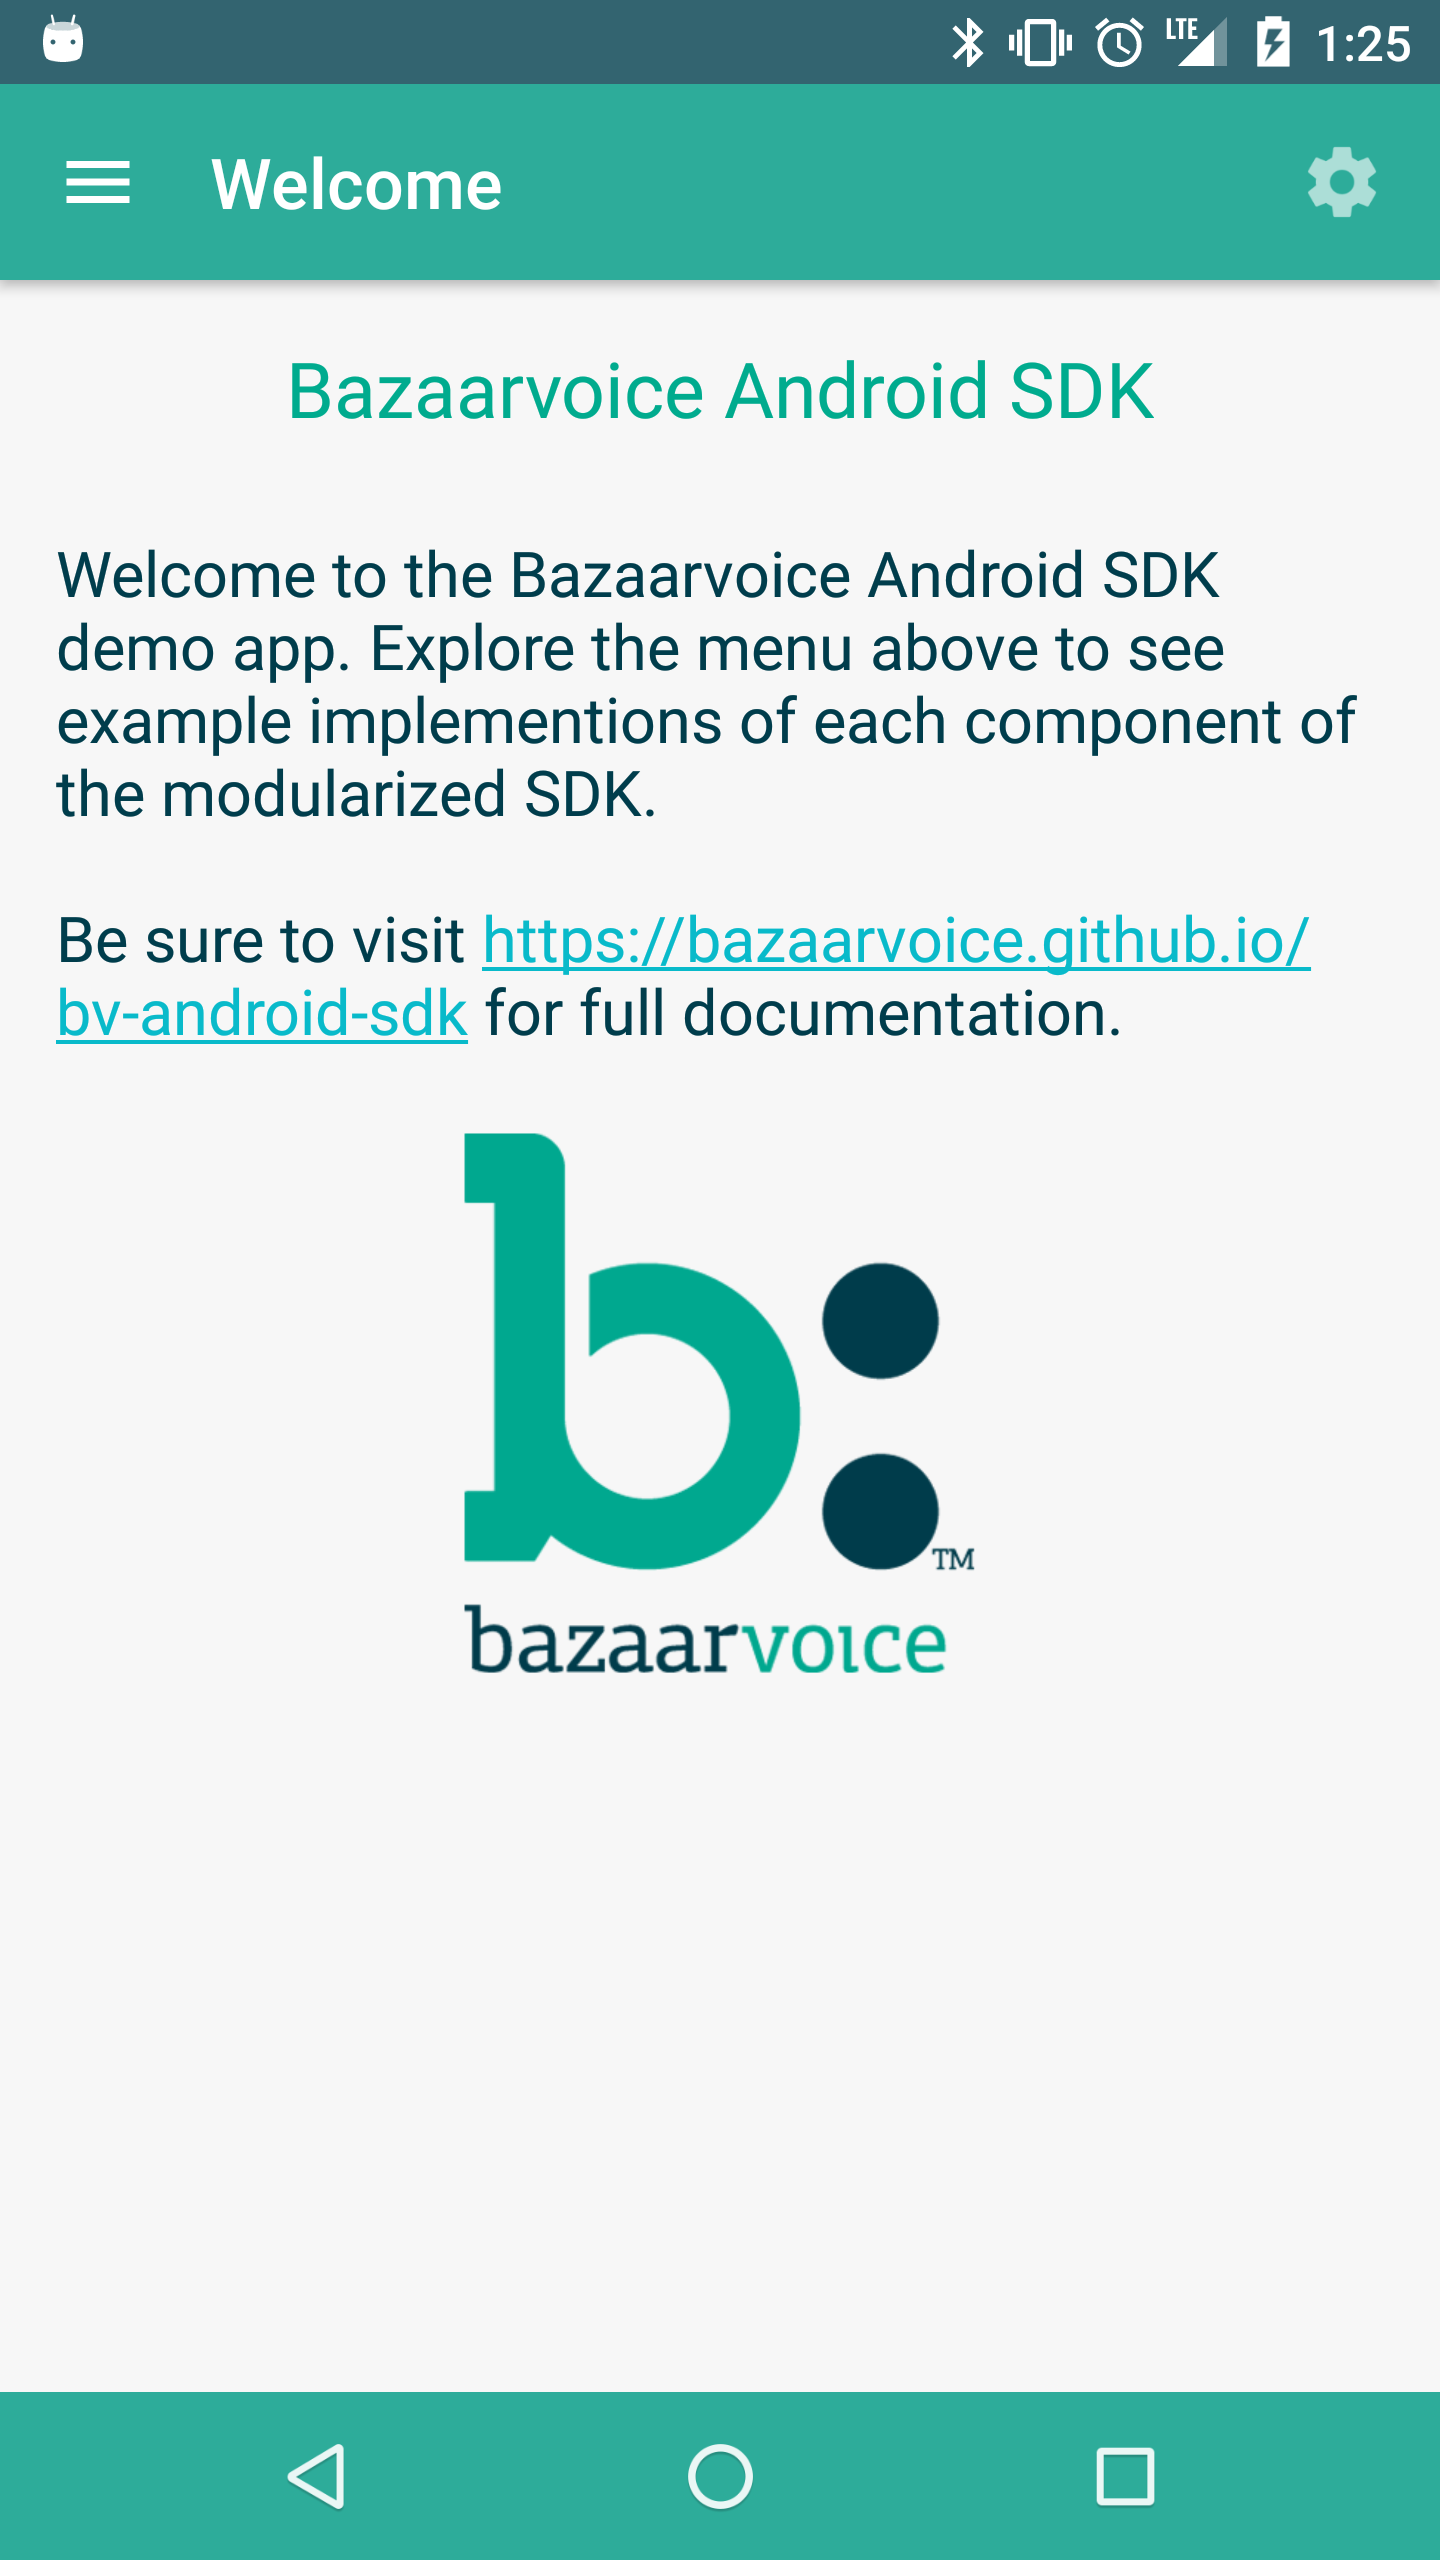 LTE 1:25
Welcome
Bazaarvoice Android SDK
Welcome to the Bazaarvoice Android SDK
demo app. Explore the menu above to see
example implementions of each component of
the modularized SDK.
Be sure to visit https://bazaarvoice.github.io/
bv-android-sdk for full documentation.
b:
TM
bazaarvoice